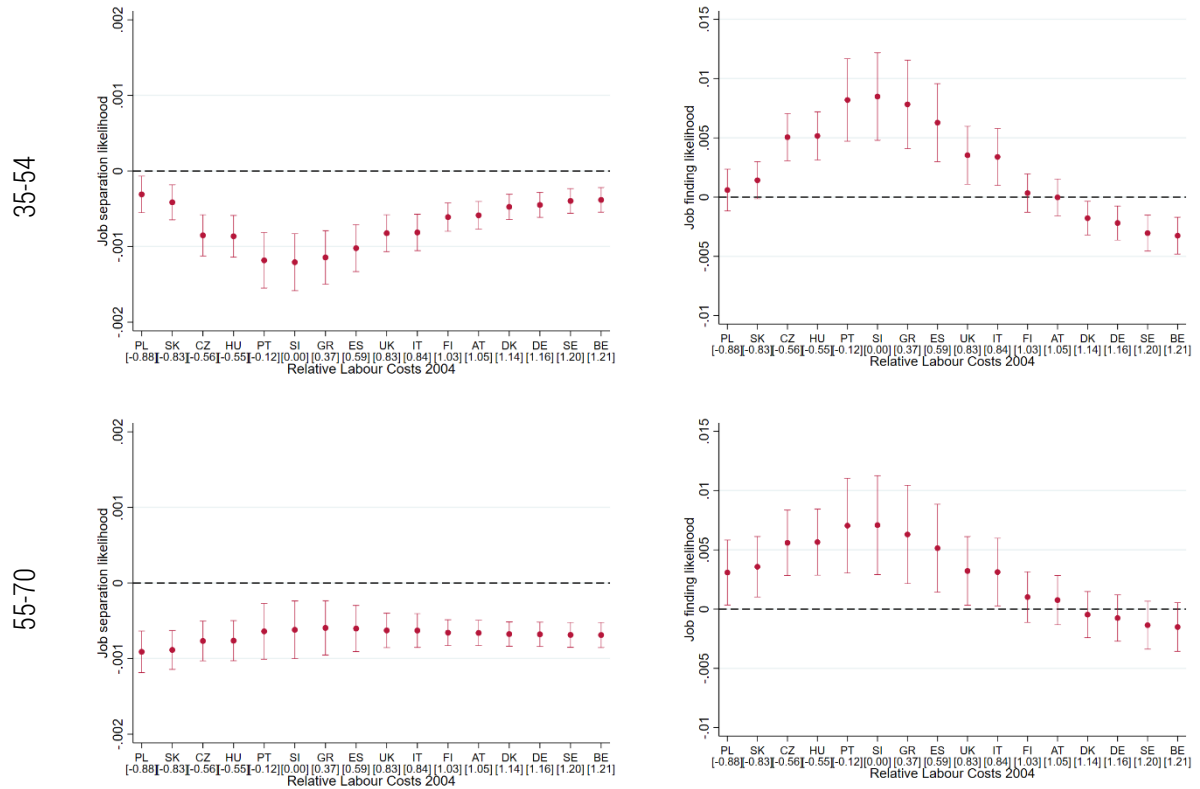 35-54
Job separation likelihood
.002
.001
0
-.001
-.002
PL SK CZ HU PT SI GR ES UK IT FI AT DK DE SE BE
[-0.88] [-0.83] [-0.56] [-0.55] [-0.12] [0.00] [0.37] [0.59] [0.83] [0.84] [1.03] [1.05] [1.14] [1.16] [1.20] [1.21]
Relative Labour Costs 2004
Job finding likelihood
.015
.01
.005
0
-.005
-.01
PL SK CZ HU PT SI GR ES UK IT FI AT DK DE SE BE
[-0.88] [-0.83] [-0.56] [-0.55] [-0.12] [0.00] [0.37] [0.59] [0.83] [0.84] [1.03] [1.05] [1.14] [1.16] [1.20] [1.21]
Relative Labour Costs 2004
55-70
Job separation likelihood
.002
.001
0
-.001
-.002
PL SK CZ HU PT SI GR ES UK IT FI AT DK DE SE BE
[-0.88] [-0.83] [-0.56] [-0.55] [-0.12] [0.00] [0.37] [0.59] [0.83] [0.84] [1.03] [1.05] [1.14] [1.16] [1.20] [1.21]
Relative Labour Costs 2004
Job finding likelihood
.015
.01
.005
0
-.005
-.01
PL SK CZ HU PT SI GR ES UK IT FI AT DK DE SE BE
[-0.88] [-0.83] [-0.56] [-0.55] [-0.12] [0.00] [0.37] [0.59] [0.83] [0.84] [1.03] [1.05] [1.14] [1.16] [1.20] [1.21]
Relative Labour Costs 2004